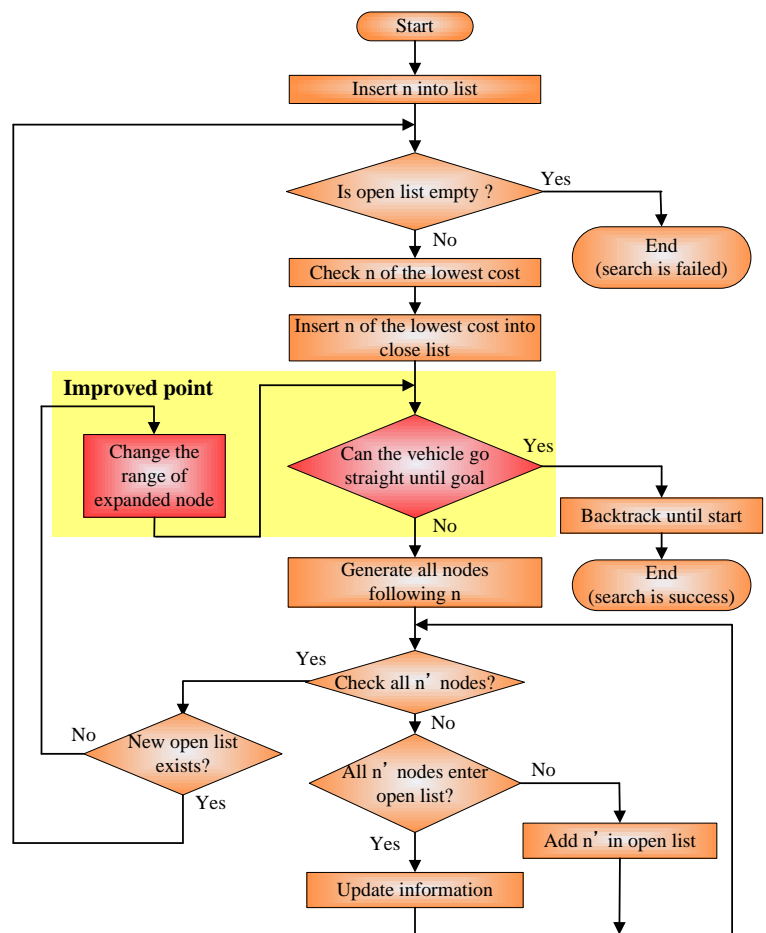 Start
Insert n into list
Is open list empty ?
Yes
No
End
(search is failed)
Check n of the lowest cost
Insert n of the lowest cost into
close list
Improved point
Change the
range of
expanded node
Can the vehicle go
straight until goal
Yes
No
Backtrack until start
End
(search is success)
Generate all nodes
following n
Check all n' nodes?
Yes
No
New open list
exists?
No
Yes
All n' nodes enter
open list?
No
Yes
Add n' in open list
Update information